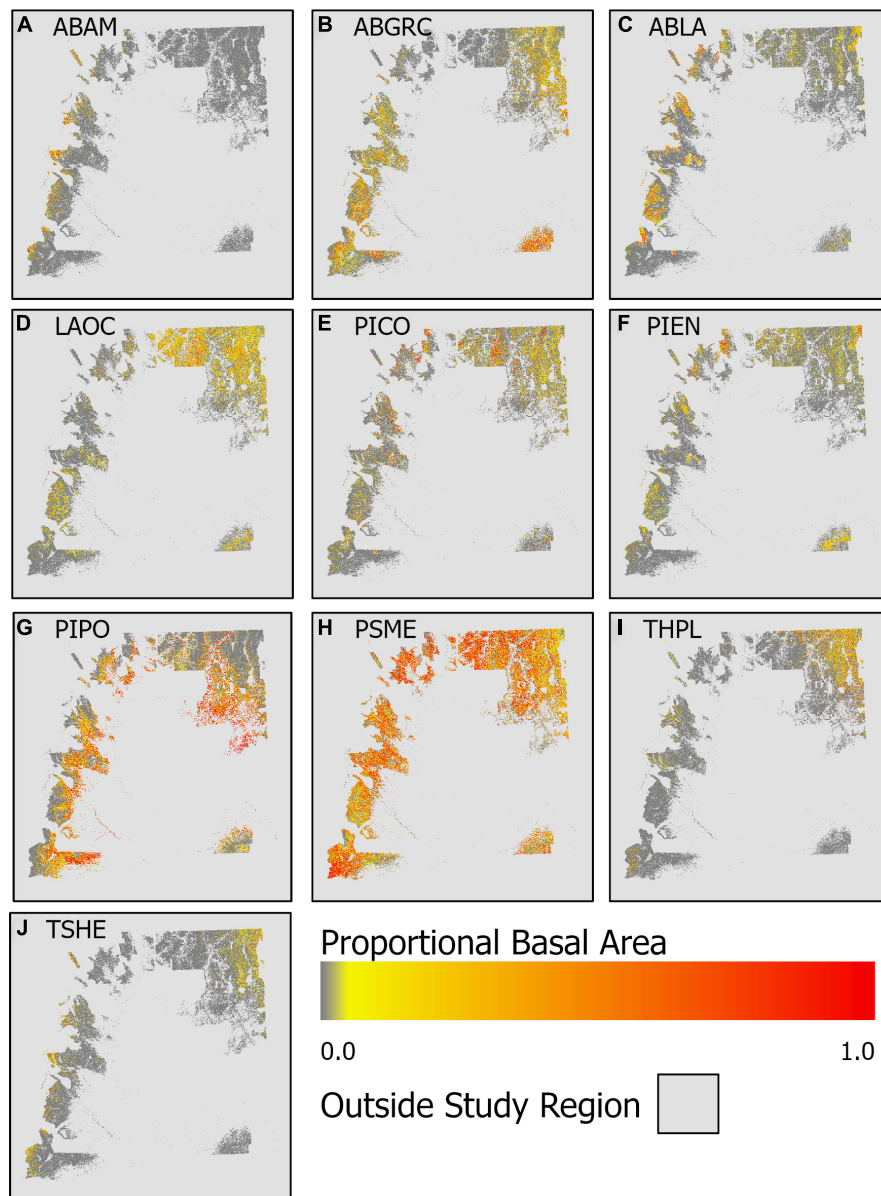 A ABAM
B ABGRC
C ABLA
D LAOC
E PICO
F PIEN
G PIPO
H PSME
I THPL
J TSHE
Proportional Basal Area
0.0 1.0
Outside Study Region